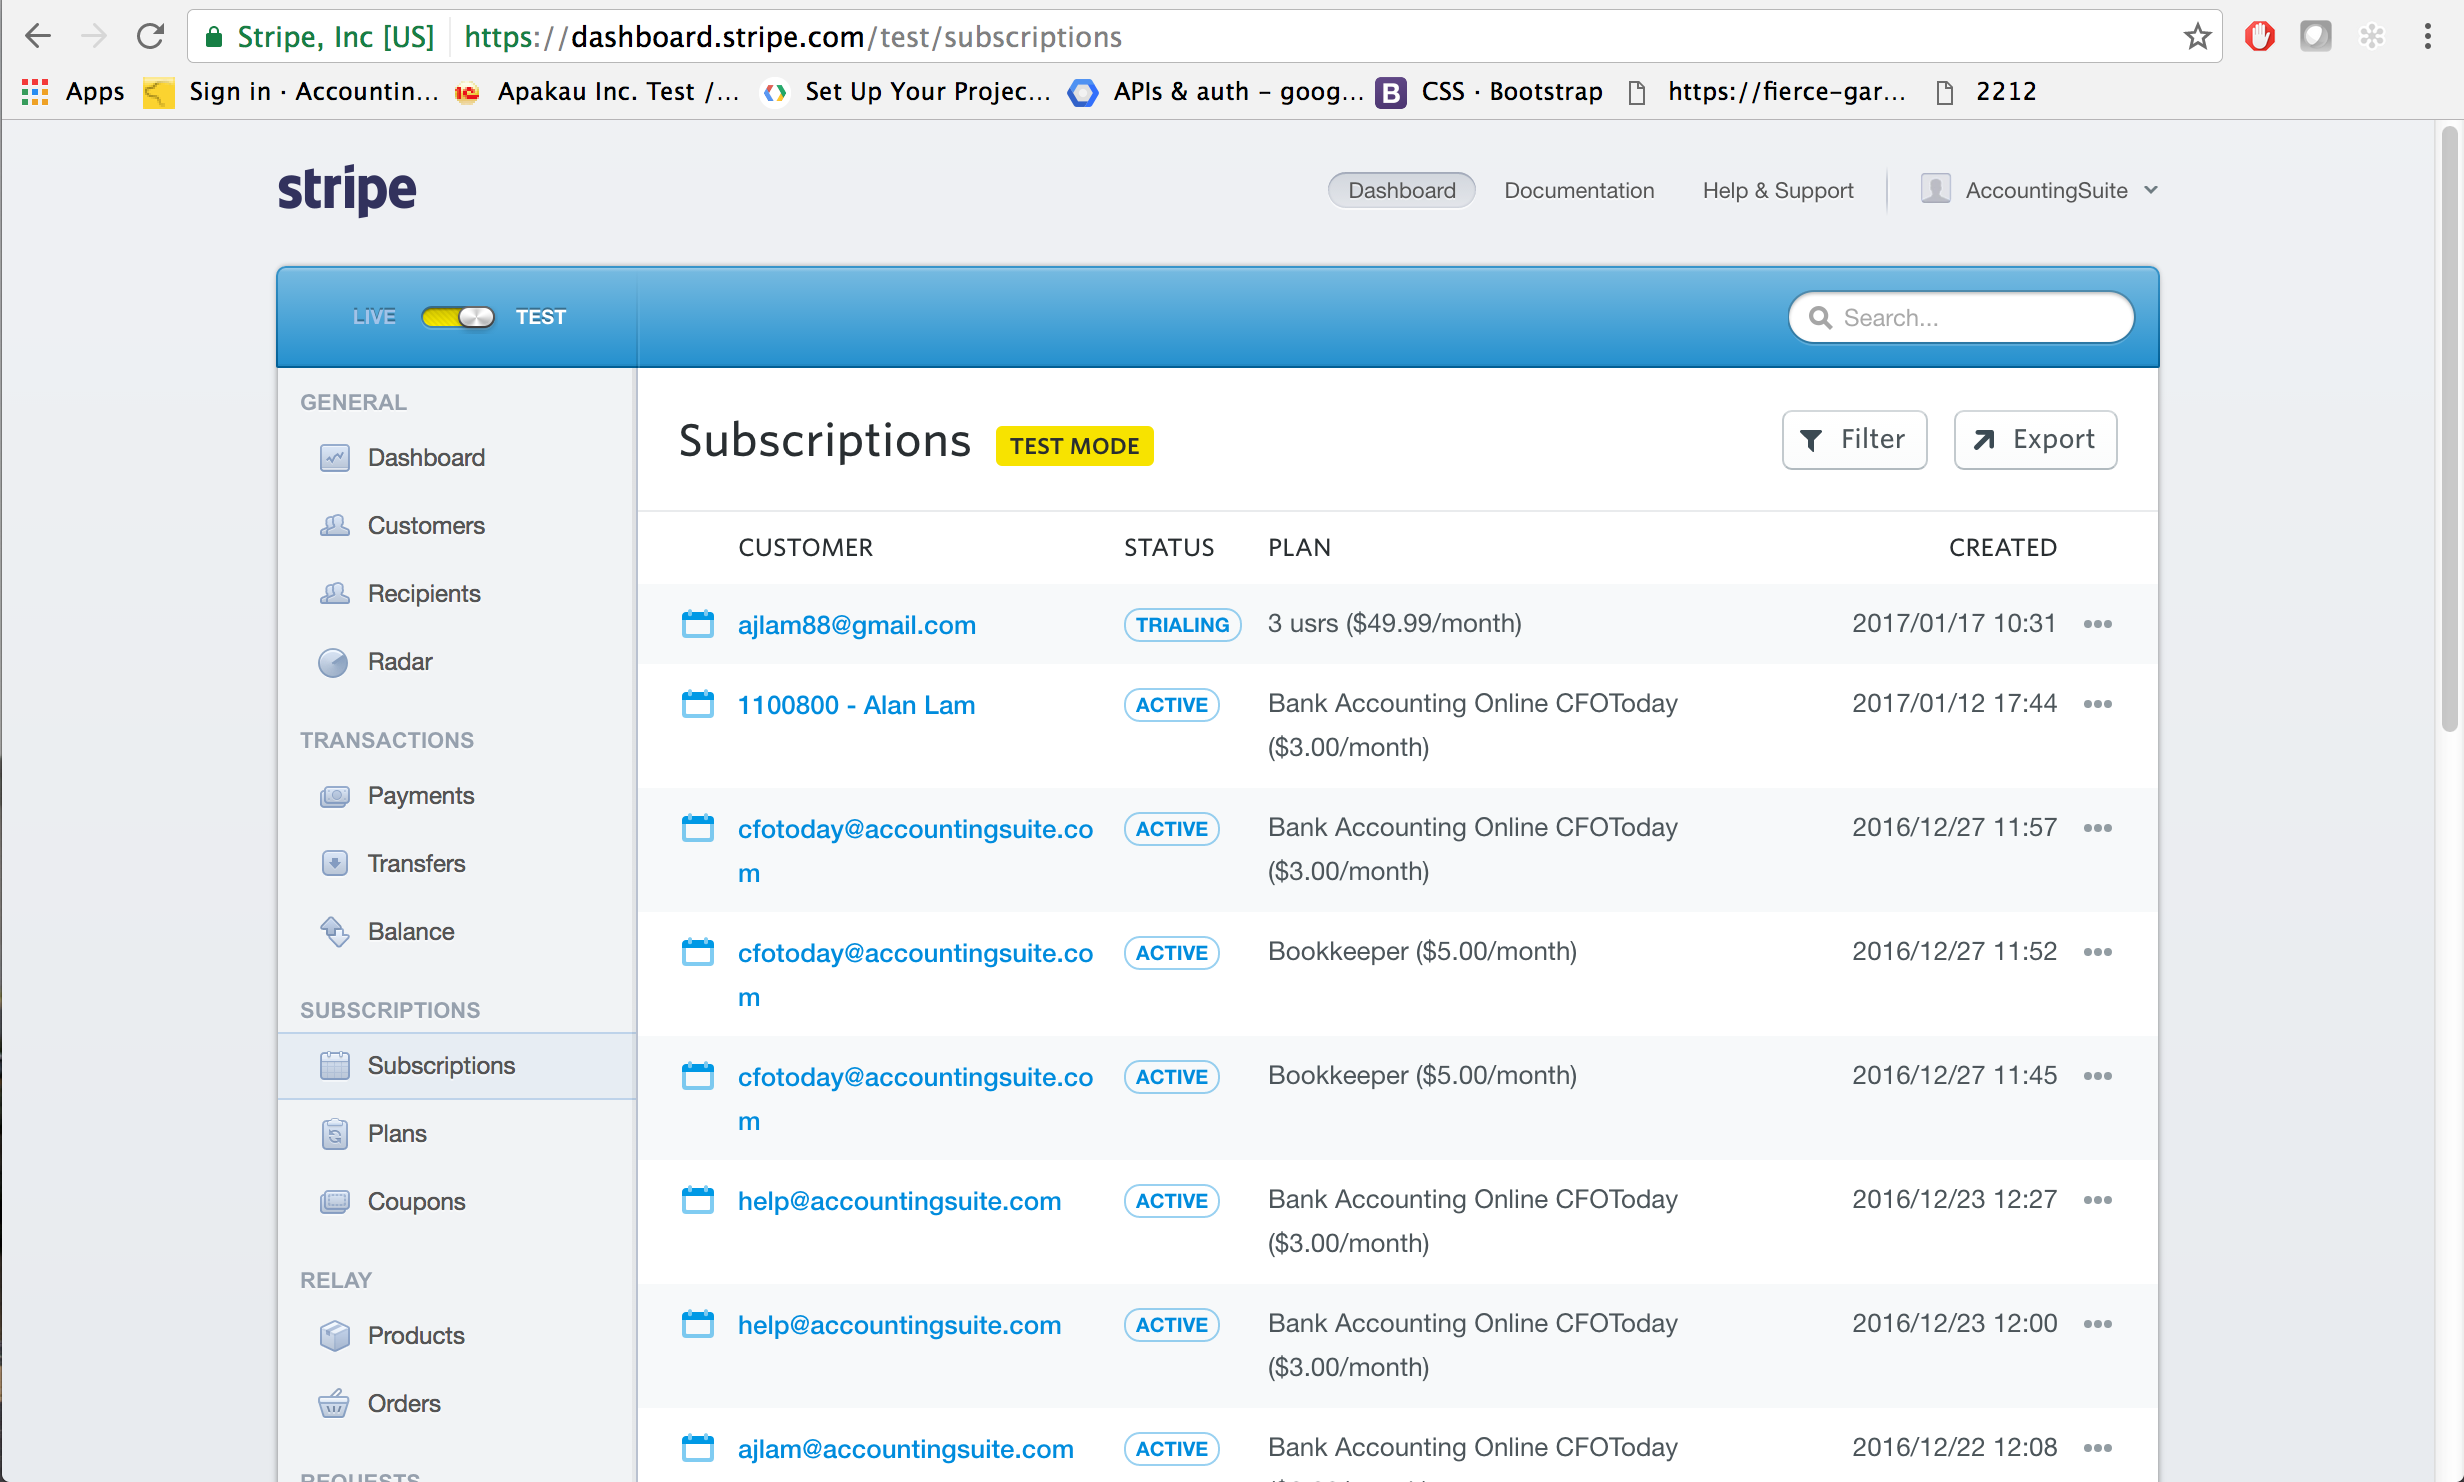 Stripe, Inc [US] https://dashboard.stripe.com/test/subscriptions
Apps Sign in · Accountin... Apakau Inc. Test /... Set Up Your Projec... APIs & auth – goog... B CSS · Bootstrap https://fierce-gar... 2212
stripe Dashboard Documentation Help & Support AccountingSuite
LIVE TEST Search...
GENERAL
Dashboard
Customers
Recipients
Radar
TRANSACTIONS
Payments
Transfers
Balance
SUBSCRIPTIONS
Subscriptions
Plans
Coupons
RELAY
Products
Orders
REQUESTS
Subscriptions TEST MODE Filter Export
CUSTOMER STATUS PLAN CREATED
ajlam88@gmail.com TRIALING 3 usrs ($49.99/month) 2017/01/17 10:31
1100800 - Alan Lam ACTIVE Bank Accounting Online CFOToday 2017/01/12 17:44
($3.00/month)
cfotoday@accountingsuite.co ACTIVE Bank Accounting Online CFOToday 2016/12/27 11:57
m ($3.00/month)
cfotoday@accountingsuite.co ACTIVE Bookkeeper ($5.00/month) 2016/12/27 11:52
m
cfotoday@accountingsuite.co ACTIVE Bookkeeper ($5.00/month) 2016/12/27 11:45
m
help@accountingsuite.com ACTIVE Bank Accounting Online CFOToday 2016/12/23 12:27
($3.00/month)
help@accountingsuite.com ACTIVE Bank Accounting Online CFOToday 2016/12/23 12:00
($3.00/month)
ajlam@accountingsuite.com ACTIVE Bank Accounting Online CFOToday 2016/12/22 12:08